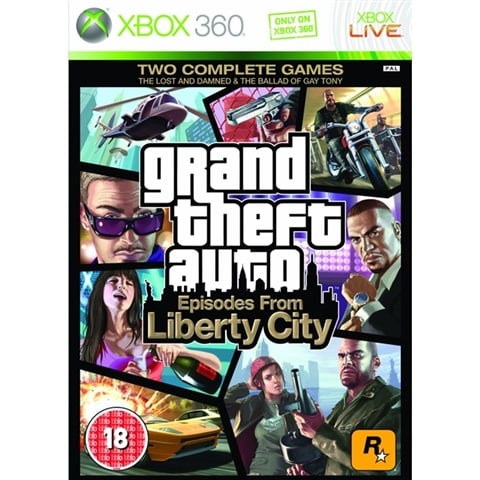 XBOX 360
ONLY ON
XBOX 360
XBOX
LIVE
TWO COMPLETE GAMES
THE LOST AND DAMNED & THE BALLAD OF GAY TONY
PAL
grand
theft
auto
Episodes From
Liberty City
18
R